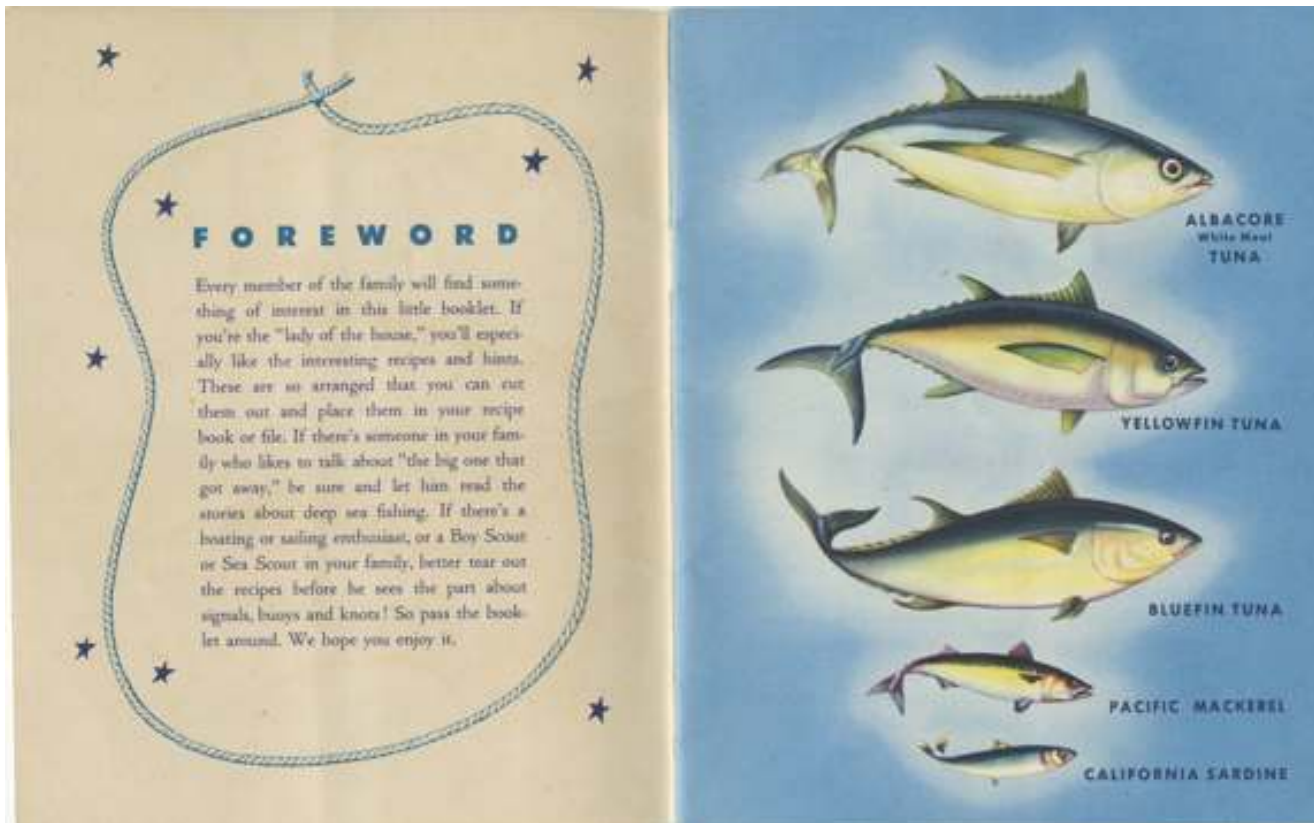 FOREWORD
Every member of the family will find some-
thing of interest in this little booklet. If
you're the "lady of the house," you'll especi-
ally like the interesting recipes and hints.
These are so arranged that you can cut
them out and place them in your recipe
book or file. If there's someone in your fam-
ily who likes to talk about "the big one that
got away," be sure and let him read the
stories about deep sea fishing. If there's a
boating or sailing enthusiast, or a Boy Scout
or Sea Scout in your family, better tear out
the recipes before he sees the part about
signals, buoys and knots! So pass the book-
let around. We hope you enjoy it.
ALBACORE
White Meat
TUNA
YELLOWFIN TUNA
BLUEFIN TUNA
PACIFIC MACKEREL
CALIFORNIA SARDINE